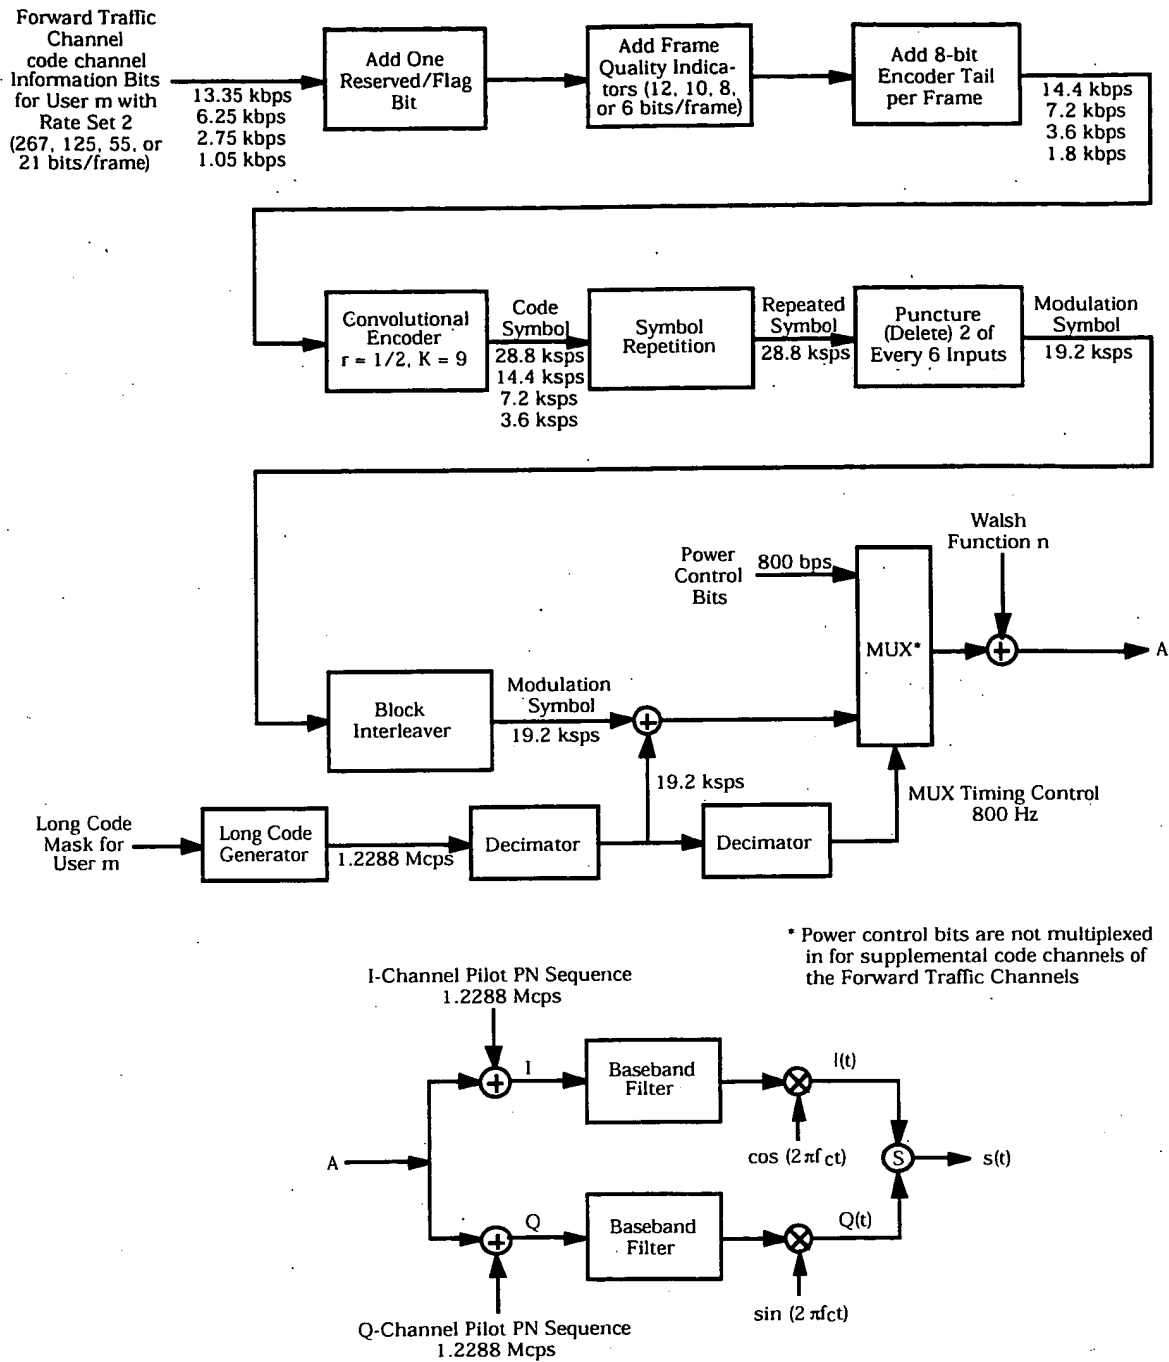 Forward Traffic
Channel
code channel
Information Bits
for User m with
Rate Set 2
(267, 125, 55, or
21 bits/frame)
13.35 kbps
6.25 kbps
2.75 kbps
1.05 kbps
Add One
Reserved/Flag
Bit
Add Frame
Quality Indica-
tors (12, 10, 8,
or 6 bits/frame)
Add 8-bit
Encoder Tail
per Frame
14.4 kbps
7.2 kbps
3.6 kbps
1.8 kbps
Convolutional
Encoder
r = 1/2, K = 9
Code
Symbol
28.8 ksps
14.4 ksps
7.2 ksps
3.6 ksps
Symbol
Repetition
Repeated
Symbol
28.8 ksps
Puncture
(Delete) 2 of
Every 6 Inputs
Modulation
Symbol
19.2 ksps
Walsh
Function n
Power
Control
Bits
800 bps
MUX*
A
Block
Interleaver
Modulation
Symbol
19.2 ksps
19.2 ksps
MUX Timing Control
800 Hz
Long Code
Mask for
User m
Long Code
Generator
1.2288 Mcps
Decimator
Decimator
* Power control bits are not multiplexed
in for supplemental code channels of
the Forward Traffic Channels
I-Channel Pilot PN Sequence
1.2288 Mcps
I
Baseband
Filter
I(t)
cos (2πfct)
A
S
s(t)
Q
Baseband
Filter
Q(t)
sin (2πfct)
Q-Channel Pilot PN Sequence
1.2288 Mcps